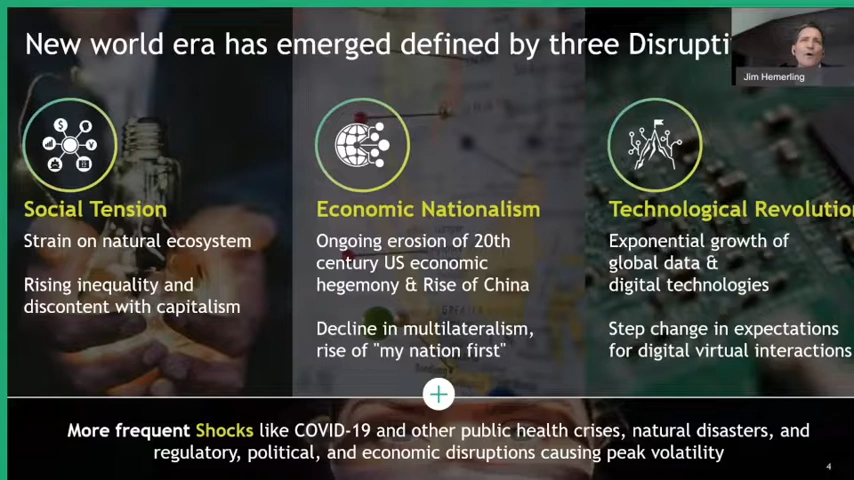 New world era has emerged defined by three Disrupti
Jim Hemerling
Social Tension
Strain on natural ecosystem
Rising inequality and
discontent with capitalism
Economic Nationalism
Ongoing erosion of 20th
century US economic
hegemony & Rise of China
Decline in multilateralism,
rise of "my nation first"
Technological Revolution
Exponential growth of
global data &
digital technologies
Step change in expectations
for digital virtual interactions
More frequent Shocks like COVID-19 and other public health crises, natural disasters, and
regulatory, political, and economic disruptions causing peak volatility
4